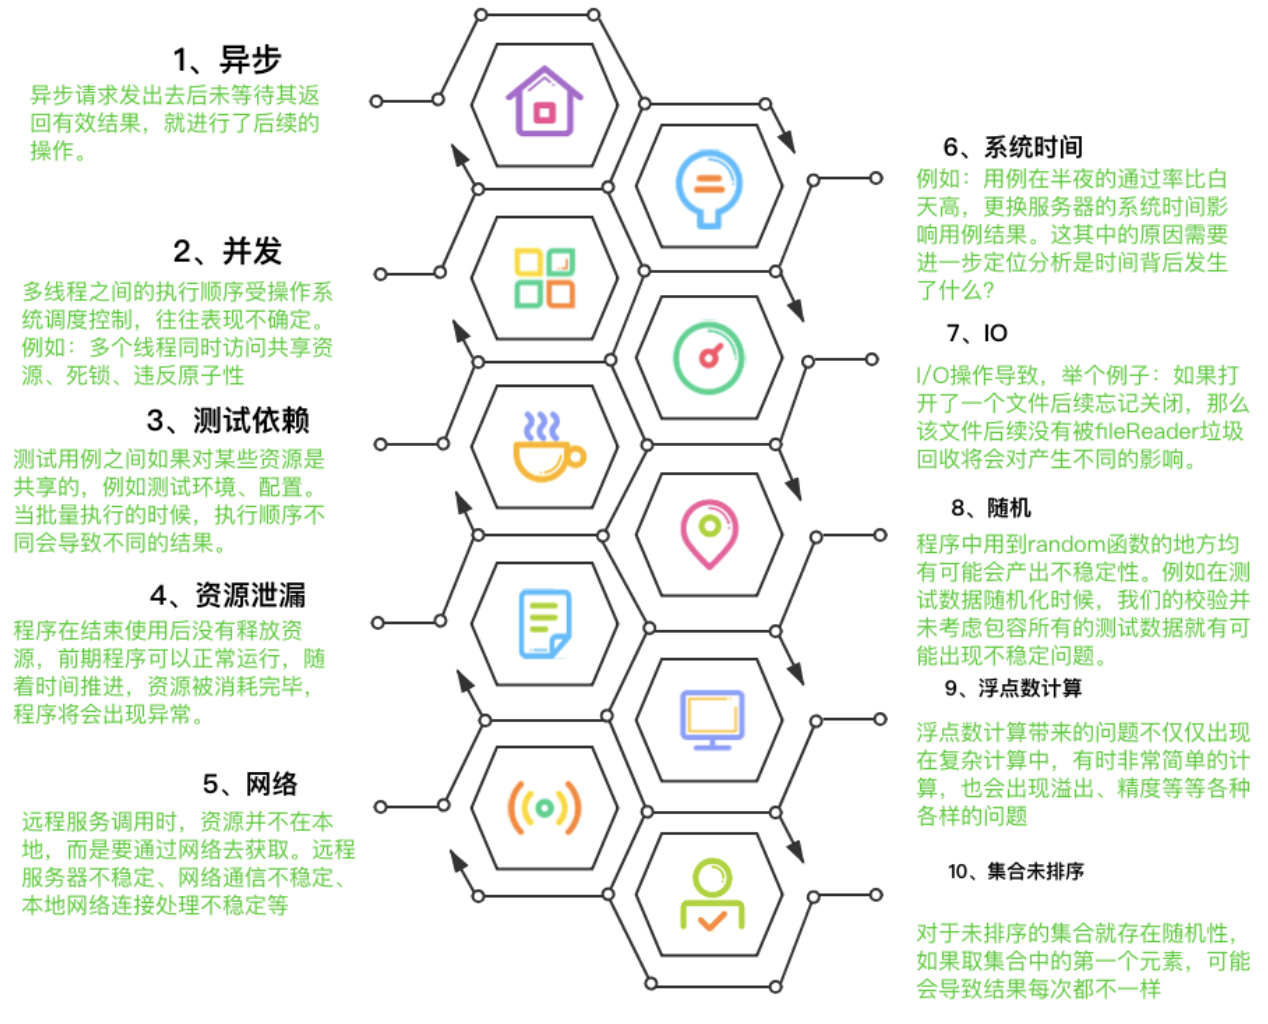 1、异步
异步请求发出去后未等待其返
回有效结果，就进行了后续的
操作。
2、并发
多线程之间的执行顺序受操作系
统调度控制，往往表现不确定。
例如：多个线程同时访问共享资
源、死锁、违反原子性
3、测试依赖
测试用例之间如果对某些资源是
共享的，例如测试环境、配置。
当批量执行的时候，执行顺序不
同会导致不同的结果。
4、资源泄漏
程序在结束使用后没有释放资
源，前期程序可以正常运行，随
着时间推进，资源被消耗完毕，
程序将会出现异常。
5、网络
远程服务调用时，资源并不在本
地，而是要通过网络去获取。远程
服务器不稳定、网络通信不稳定、
本地网络连接处理不稳定等
6、系统时间
例如：用例在半夜的通过率比白
天高，更换服务器的系统时间影
响用例结果。这其中的原因需要
进一步定位分析是时间背后发生
了什么？
7、IO
I/O操作导致，举个例子：如果打
开了一个文件后续忘记关闭，那么
该文件后续没有被fileReader垃圾
回收将会对产生不同的影响。
8、随机
程序中用到random函数的地方均
有可能会产出不稳定性。例如在测
试数据随机化时候，我们的校验并
未考虑包容所有的测试数据就有可
能出现不稳定问题。
9、浮点数计算
浮点数计算带来的问题不仅仅出现
在复杂计算中，有时非常简单的计
算，也会出现溢出、精度等等各种
各样的问题
10、集合未排序
对于未排序的集合就存在随机性，
如果取集合中的第一个元素，可能
会导致结果每次都不一样